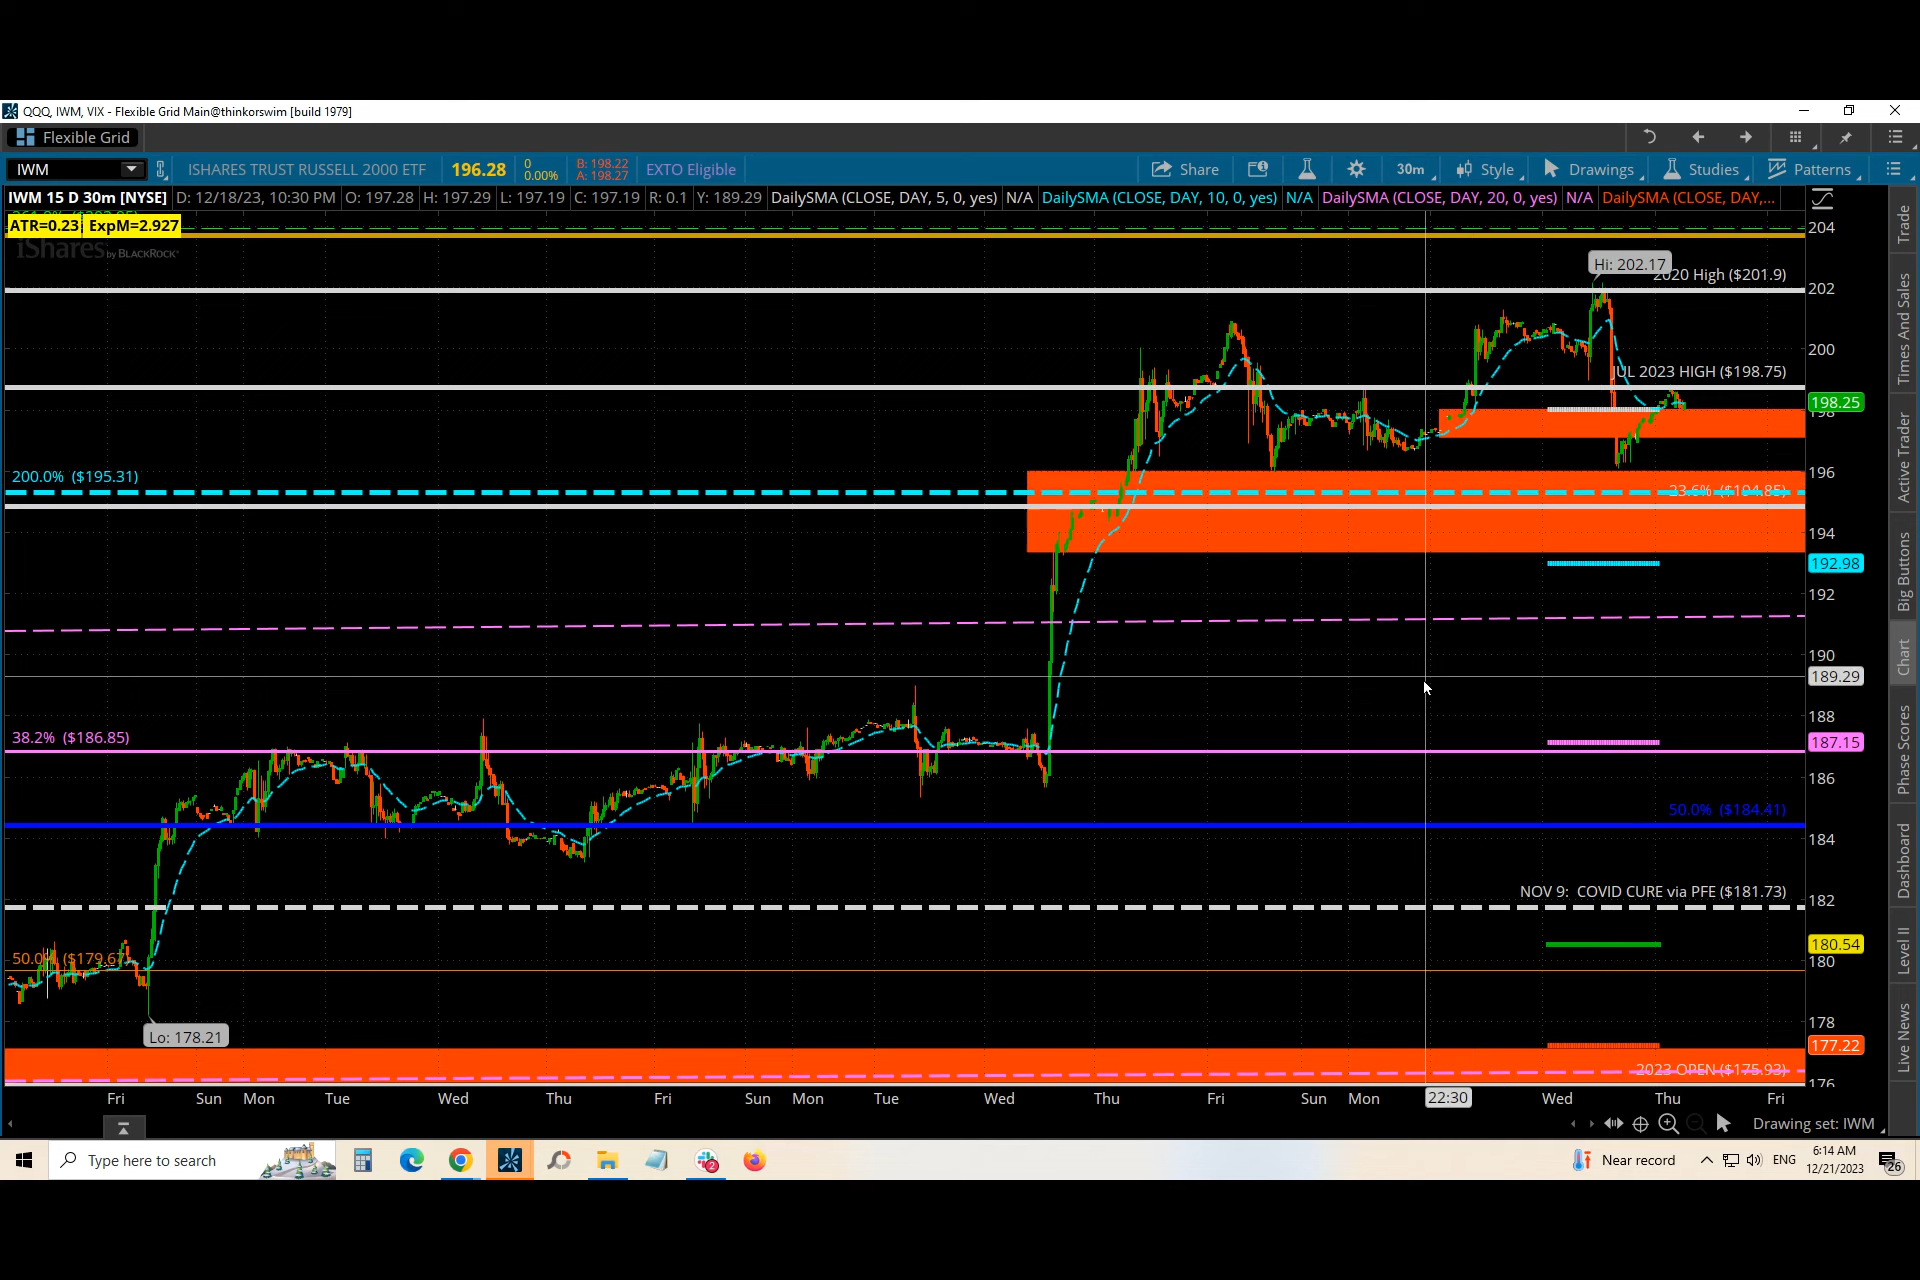 QQQ, IWM, VIX - Flexible Grid Main@thinkorswim [build 1979]
Flexible Grid
IWM ISHARES TRUST RUSSELL 2000 ETF 196.28 0 0.00% B: 198.22 A: 198.27 EXTO Eligible Share 30m Style Drawings Studies Patterns
IWM 15 D 30m [NYSE] D: 12/18/23, 10:30 PM O: 197.28 H: 197.29 L: 197.19 C: 197.19 R: 0.1 Y: 189.29 DailySMA (CLOSE, DAY, 5, 0, yes) N/A DailySMA (CLOSE, DAY, 10, 0, yes) N/A DailySMA (CLOSE, DAY, 20, 0, yes) N/A DailySMA (CLOSE, DAY,...
ATR=0.23 ExpM=2.927
204
iShares by BLACKROCK
Hi: 202.17
2020 High ($201.9)
202
200
JUL 2023 HIGH ($198.75)
198.25
198
200.0% ($195.31)
196
23.6% ($194.85)
194
192.98
192
190
189.29
188
38.2% ($186.85)
187.15
186
50.0% ($184.41)
184
NOV 9: COVID CURE via PFE ($181.73)
182
180.54
50.0% ($179.67)
180
178
Lo: 178.21
177.22
2023 OPEN ($175.93)
176
Fri Sun Mon Tue Wed Thu Fri Sun Mon Tue Wed Thu Fri Sun Mon 22:30 Wed Thu Fri
Drawing set: IWM
Trade
Times And Sales
Active Trader
Big Buttons
Chart
Phase Scores
Dashboard
Level II
Live News
Type here to search
2
Near record
ENG
6:14 AM
12/21/2023
26